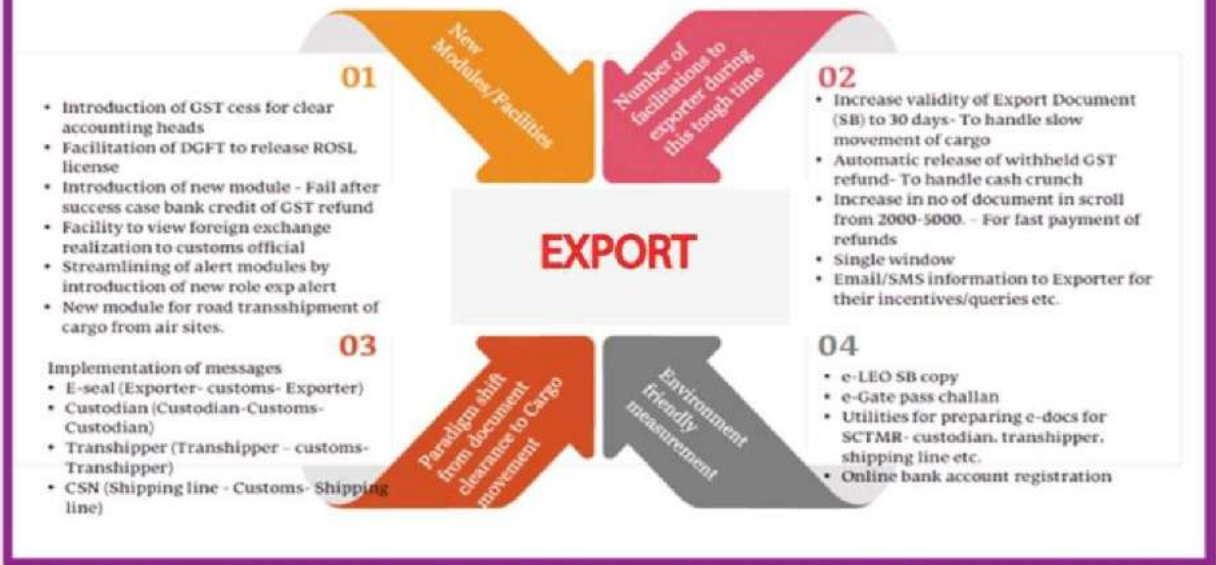 New
Modules/Facilities
01
• Introduction of GST cess for clear
accounting heads
• Facilitation of DGFT to release ROSL
license
• Introduction of new module - Fail after
success case bank credit of GST refund
• Facility to view foreign exchange
realization to customs official
• Streamlining of alert modules by
introduction of new role exp alert
• New module for road transshipment of
cargo from air sites.
Number of
facilitations to
exporter during
this tough time
02
• Increase validity of Export Document
(SB) to 30 days- To handle slow
movement of cargo
• Automatic release of withheld GST
refund- To handle cash crunch
• Increase in no of document in scroll
from 2000-5000. - For fast payment of
refunds
• Single window
• Email/SMS information to Exporter for
their incentives/queries etc.
EXPORT
03
Implementation of messages
• E-seal (Exporter- customs- Exporter)
• Custodian (Custodian-Customs-
Custodian)
• Transhipper (Transhipper - customs-
Transhipper)
• CSN (Shipping line - Customs- Shipping
line)
Paradigm shift
from document
clearance to Cargo
movement
Environment
friendly
measurement
04
• e-LEO SB copy
• e-Gate pass challan
• Utilities for preparing e-docs for
SCTMR- custodian. transhipper.
shipping line etc.
• Online bank account registration